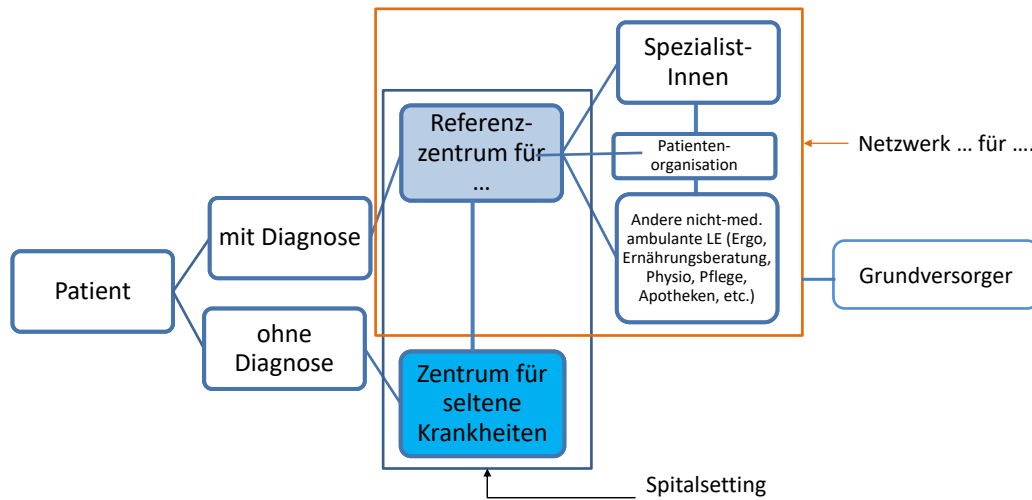 Patient
mit Diagnose
ohne
Diagnose
Referenz-
zentrum für
...
Zentrum für
seltene
Krankheiten
Spezialist-
Innen
Patienten-
organisation
Andere nicht-med.
ambulante LE (Ergo,
Ernährungsberatung,
Physio, Pflege,
Apotheken, etc.)
Netzwerk ... für ....
Grundversorger
Spitalsetting